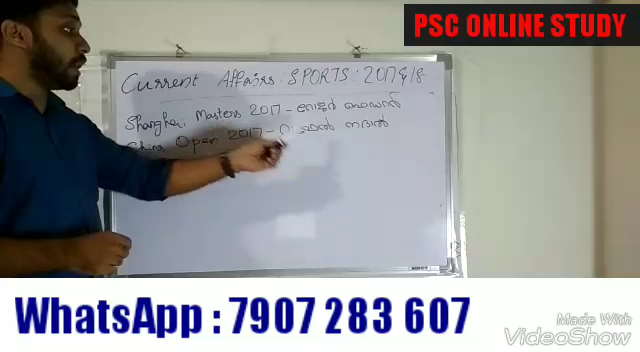 PSC ONLINE STUDY
Current Affairs : SPORTS : 2017 & 18
Shanghai Masters 2017 - റോജർ ഫെഡറർ
China Open 2017 - നദാൽ
WhatsApp : 7907 283 607
Made With
VideoShow